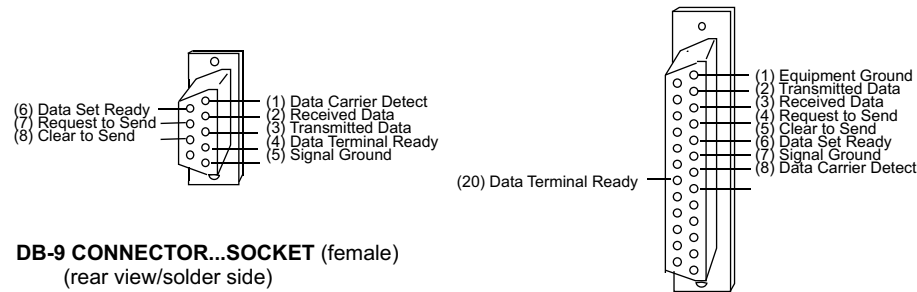 (6) Data Set Ready
(7) Request to Send
(8) Clear to Send
(1) Data Carrier Detect
(2) Received Data
(3) Transmitted Data
(4) Data Terminal Ready
(5) Signal Ground
DB-9 CONNECTOR...SOCKET (female)
(rear view/solder side)
(20) Data Terminal Ready
(1) Equipment Ground
(2) Transmitted Data
(3) Received Data
(4) Request to Send
(5) Clear to Send
(6) Data Set Ready
(7) Signal Ground
(8) Data Carrier Detect